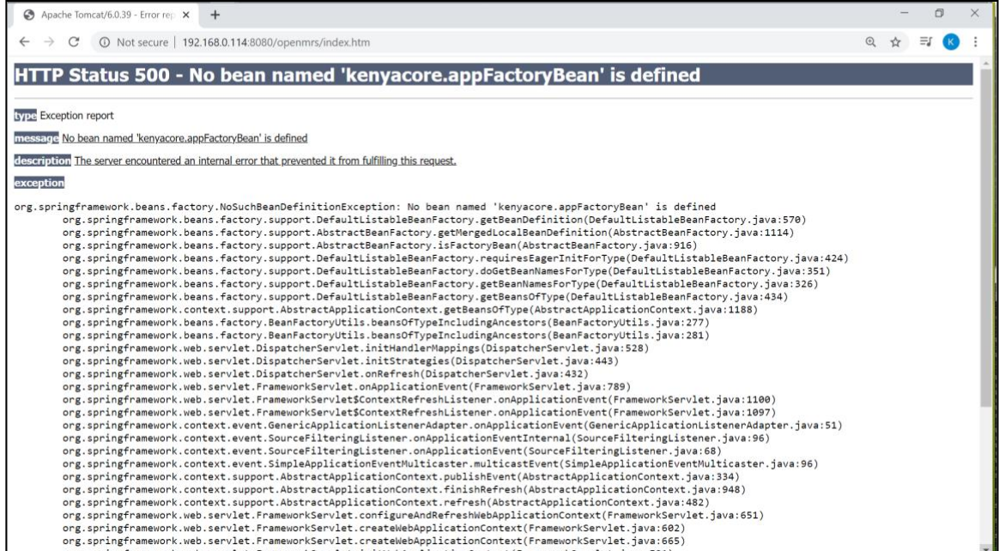 Apache Tomcat/6.0.39 - Error rep
Not secure | 192.168.0.114:8080/openmrs/index.htm
K
HTTP Status 500 - No bean named 'kenyacore.appFactoryBean' is defined
type Exception report
message No bean named 'kenyacore.appFactoryBean' is defined
description The server encountered an internal error that prevented it from fulfilling this request.
exception
org.springframework.beans.factory.NoSuchBeanDefinitionException: No bean named 'kenyacore.appFactoryBean' is defined
org.springframework.beans.factory.support.DefaultListableBeanFactory.getBeanDefinition(DefaultListableBeanFactory.java:570)
org.springframework.beans.factory.support.AbstractBeanFactory.getMergedLocalBeanDefinition(AbstractBeanFactory.java:1114)
org.springframework.beans.factory.support.AbstractBeanFactory.isFactoryBean(AbstractBeanFactory.java:916)
org.springframework.beans.factory.support.DefaultListableBeanFactory.requiresEagerInitForType(DefaultListableBeanFactory.java:424)
org.springframework.beans.factory.support.DefaultListableBeanFactory.doGetBeanNamesForType(DefaultListableBeanFactory.java:351)
org.springframework.beans.factory.support.DefaultListableBeanFactory.getBeanNamesForType(DefaultListableBeanFactory.java:326)
org.springframework.beans.factory.support.DefaultListableBeanFactory.getBeansOfType(DefaultListableBeanFactory.java:434)
org.springframework.context.support.AbstractApplicationContext.getBeansOfType(AbstractApplicationContext.java:1188)
org.springframework.beans.factory.BeanFactoryUtils.beansOfTypeIncludingAncestors(BeanFactoryUtils.java:277)
org.springframework.beans.factory.BeanFactoryUtils.beansOfTypeIncludingAncestors(BeanFactoryUtils.java:281)
org.springframework.web.servlet.DispatcherServlet.initHandlerMappings(DispatcherServlet.java:528)
org.springframework.web.servlet.DispatcherServlet.initStrategies(DispatcherServlet.java:443)
org.springframework.web.servlet.DispatcherServlet.onRefresh(DispatcherServlet.java:432)
org.springframework.web.servlet.FrameworkServlet.onApplicationEvent(FrameworkServlet.java:789)
org.springframework.web.servlet.FrameworkServlet$ContextRefreshListener.onApplicationEvent(FrameworkServlet.java:1100)
org.springframework.web.servlet.FrameworkServlet$ContextRefreshListener.onApplicationEvent(FrameworkServlet.java:1097)
org.springframework.context.event.GenericApplicationListenerAdapter.onApplicationEvent(GenericApplicationListenerAdapter.java:51)
org.springframework.context.event.SourceFilteringListener.onApplicationEventInternal(SourceFilteringListener.java:96)
org.springframework.context.event.SourceFilteringListener.onApplicationEvent(SourceFilteringListener.java:68)
org.springframework.context.event.SimpleApplicationEventMulticaster.multicastEvent(SimpleApplicationEventMulticaster.java:96)
org.springframework.context.support.AbstractApplicationContext.publishEvent(AbstractApplicationContext.java:334)
org.springframework.context.support.AbstractApplicationContext.finishRefresh(AbstractApplicationContext.java:948)
org.springframework.context.support.AbstractApplicationContext.refresh(AbstractApplicationContext.java:482)
org.springframework.web.servlet.FrameworkServlet.configureAndRefreshWebApplicationContext(FrameworkServlet.java:651)
org.springframework.web.servlet.FrameworkServlet.createWebApplicationContext(FrameworkServlet.java:602)
org.springframework.web.servlet.FrameworkServlet.createWebApplicationContext(FrameworkServlet.java:665)